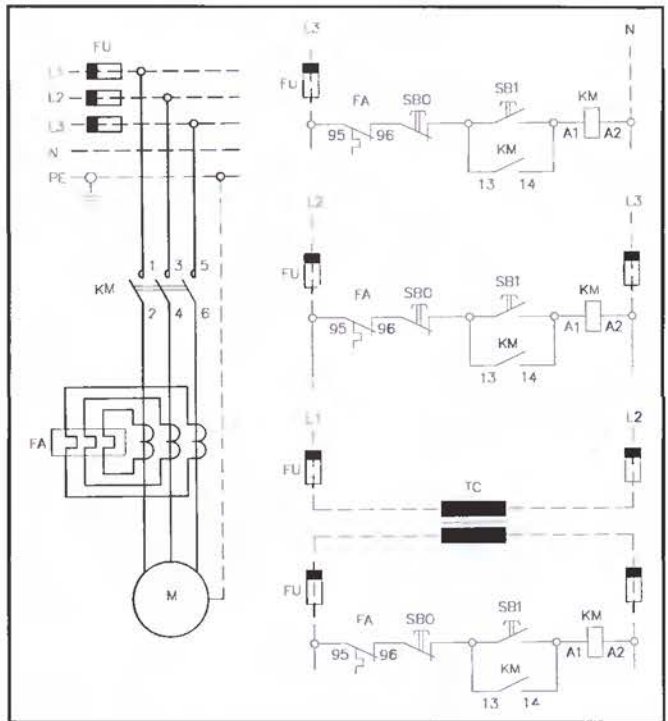 FU
L1
L2
L3
N
PE
1 3 5
KM
2 4 6
FA
M
L3 N
FU
FA SB0 SB1 KM
95 96 A1 A2
KM
13 14
L2 L3
FU
FA SB0 SB1 KM
95 96 A1 A2
KM
13 14
L1 L2
FU
TC
FU
FA SB0 SB1 KM
95 96 A1 A2
KM
13 14